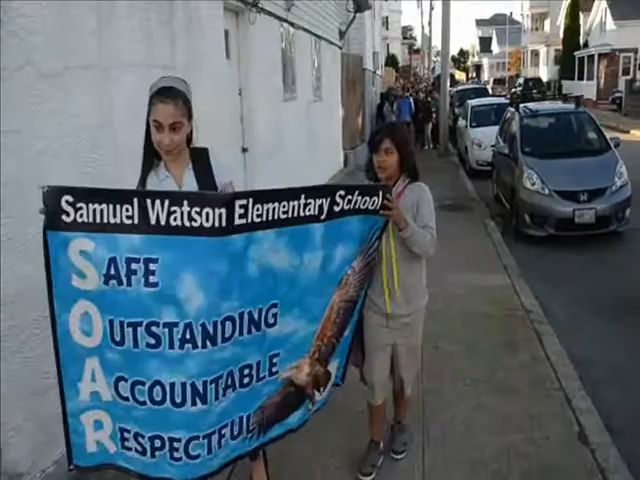 Samuel Watson Elementary School
SAFE
OUTSTANDING
ACCOUNTABLE
RESPECTFUL